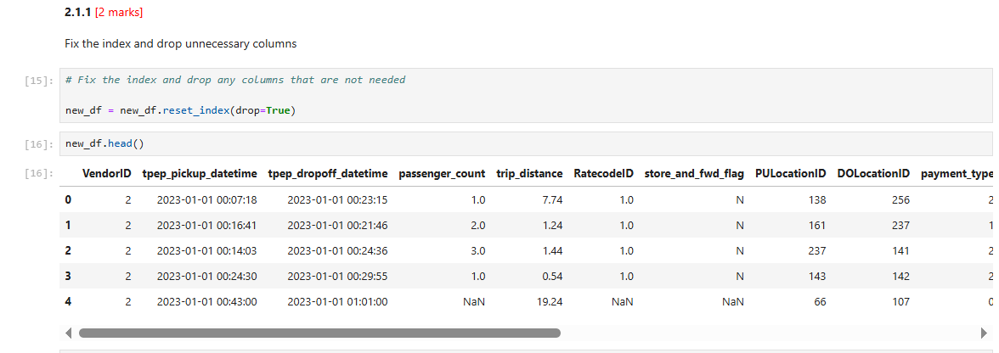 2.1.1 [2 marks]
Fix the index and drop unnecessary columns
[15]: # Fix the index and drop any columns that are not needed
new_df = new_df.reset_index(drop=True)
[16]: new_df.head()
[16]: VendorID tpep_pickup_datetime tpep_dropoff_datetime passenger_count trip_distance RatecodeID store_and_fwd_flag PULocationID DOLocationID payment_type
0 2 2023-01-01 00:07:18 2023-01-01 00:23:15 1.0 7.74 1.0 N 138 256 2
1 2 2023-01-01 00:16:41 2023-01-01 00:21:46 2.0 1.24 1.0 N 161 237 1
2 2 2023-01-01 00:14:03 2023-01-01 00:24:36 3.0 1.44 1.0 N 237 141 2
3 2 2023-01-01 00:24:30 2023-01-01 00:29:55 1.0 0.54 1.0 N 143 142 2
4 2 2023-01-01 00:43:00 2023-01-01 01:01:00 NaN 19.24 NaN NaN 66 107 0